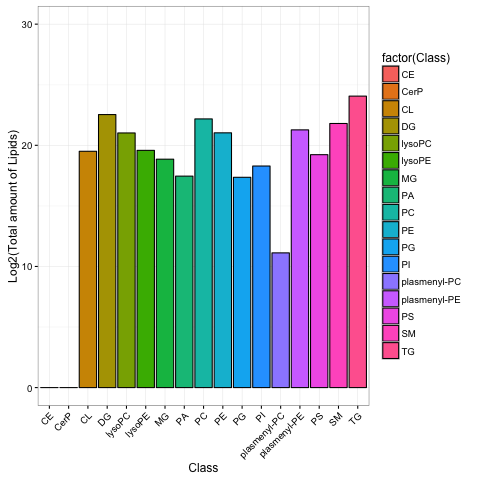 30
20
10
0
Log2(Total amount of Lipids)
CE
CerP
CL
DG
lysoPC
lysoPE
MG
PA
PC
PE
PG
PI
plasmenyl-PC
plasmenyl-PE
PS
SM
TG
Class
factor(Class)
CE
CerP
CL
DG
lysoPC
lysoPE
MG
PA
PC
PE
PG
PI
plasmenyl-PC
plasmenyl-PE
PS
SM
TG